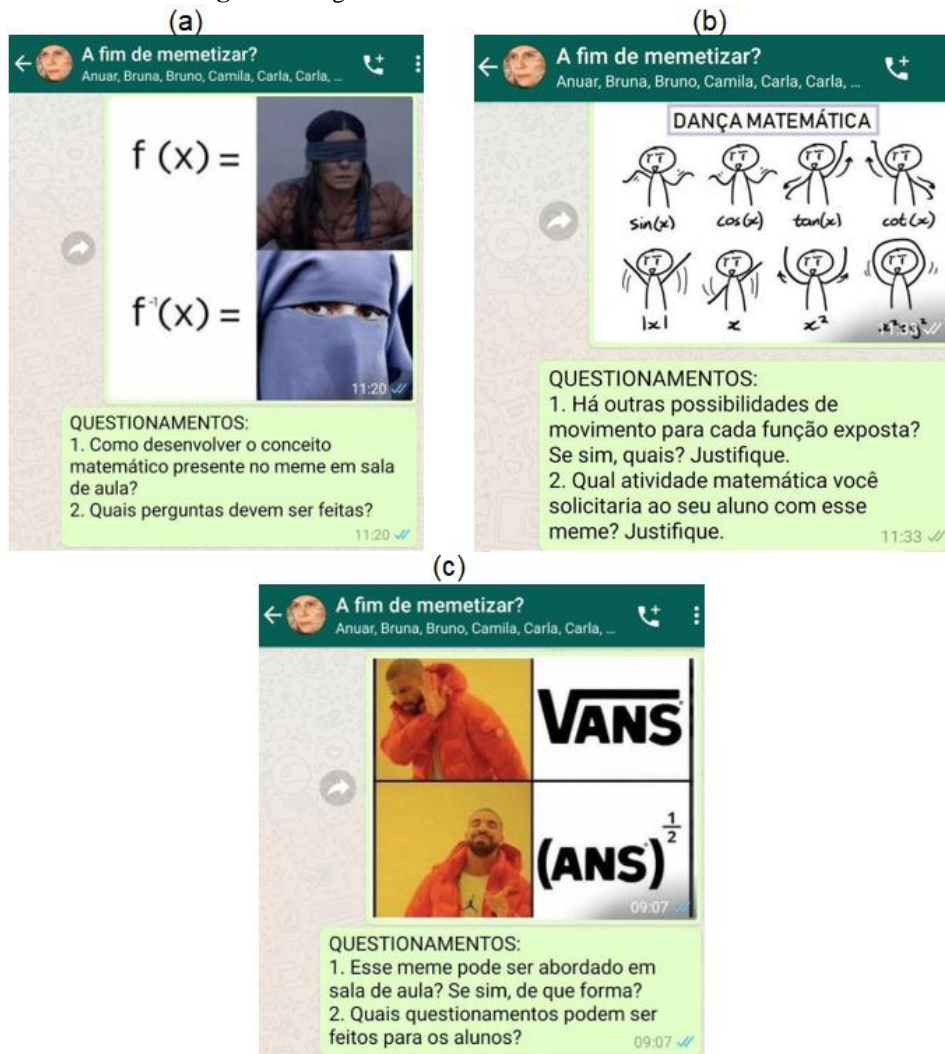 (a)
A fim de memetizar?
Anuar, Bruna, Bruno, Camila, Carla, Carla, ...
f (x) =
f⁻¹(x) =
11:20
QUESTIONAMENTOS:
1. Como desenvolver o conceito
matemático presente no meme em sala
de aula?
2. Quais perguntas devem ser feitas?
11:20
(b)
A fim de memetizar?
Anuar, Bruna, Bruno, Camila, Carla, Carla, ...
DANÇA MATEMÁTICA
sin(x) cos(x) tan(x) cot(x)
|x| x x² x²+y²
11:33
QUESTIONAMENTOS:
1. Há outras possibilidades de
movimento para cada função exposta?
Se sim, quais? Justifique.
2. Qual atividade matemática você
solicitaria ao seu aluno com esse
meme? Justifique.
11:33
(c)
A fim de memetizar?
Anuar, Bruna, Bruno, Camila, Carla, Carla, ...
VANS
(ANS)^1/2
09:07
QUESTIONAMENTOS:
1. Esse meme pode ser abordado em
sala de aula? Se sim, de que forma?
2. Quais questionamentos podem ser
feitos para os alunos?
09:07